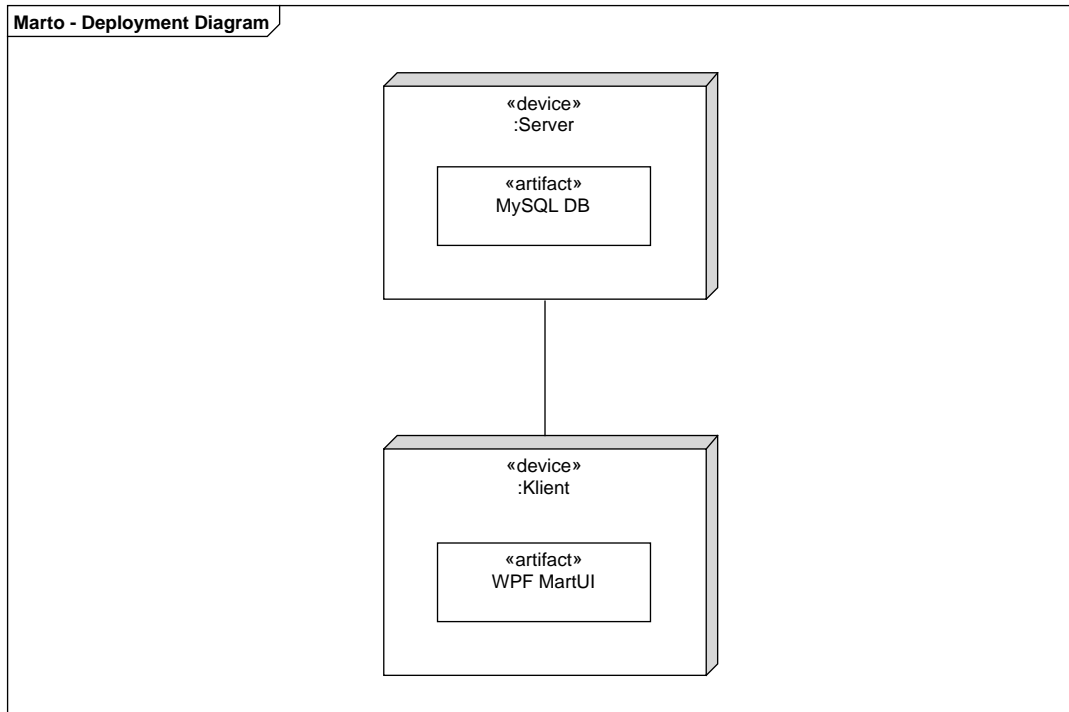 Marto - Deployment Diagram
«device»
:Server
«artifact»
MySQL DB
«device»
:Klient
«artifact»
WPF MartUI